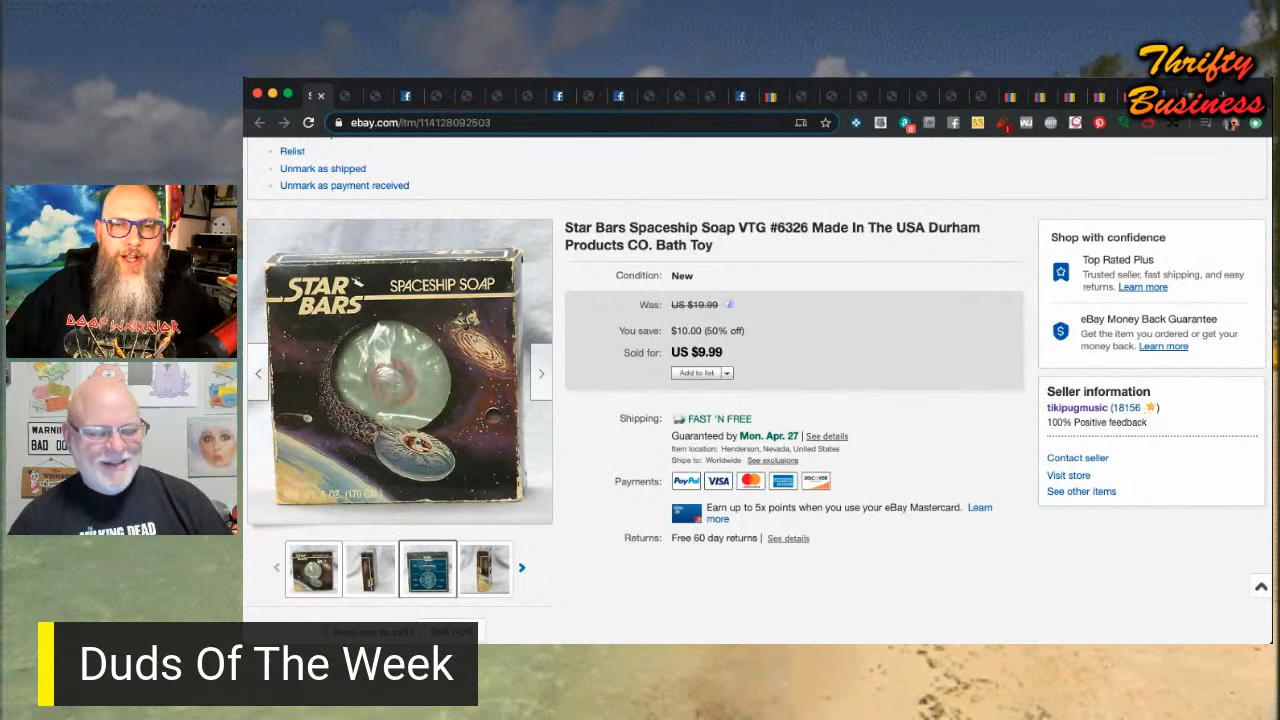 Thrifty
Business
ebay.com/itm/114128092503
Relist
Unmark as shipped
Unmark as payment received
STAR
BARS
SPACESHIP SOAP
Star Bars Spaceship Soap VTG #6326 Made In The USA Durham
Products CO. Bath Toy
Condition: New
Was: US $19.99
You save: $10.00 (50% off)
Sold for: US $9.99
Add to list
Shipping: FAST 'N FREE
Guaranteed by Mon. Apr. 27 | See details
Item location: Henderson, Nevada, United States
Ships to: Worldwide See exclusions
Payments: PayPal VISA DISCOVER
Earn up to 5x points when you use your eBay Mastercard. Learn
more
Returns: Free 60 day returns | See details
Shop with confidence
Top Rated Plus
Trusted seller, fast shipping, and easy
returns. Learn more
eBay Money Back Guarantee
Get the item you ordered or get your
money back. Learn more
Seller information
tikipugmusic (18156 )
100% Positive feedback
Contact seller
Visit store
See other items
DOOF WARRIOR
WARNING
BAD
Duds Of The Week